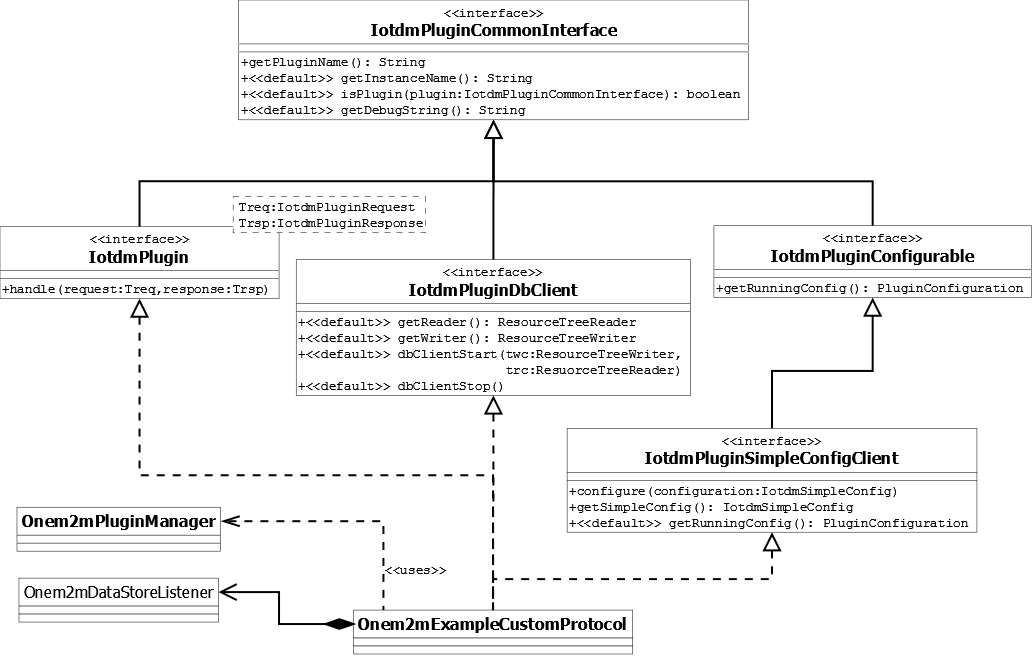 <<interface>>
IotdmPluginCommonInterface
+getPluginName(): String
+<<default>> getInstanceName(): String
+<<default>> isPlugin(plugin:IotdmPluginCommonInterface): boolean
+<<default>> getDebugString(): String
Treq:IotdmPluginRequest
Trsp:IotdmPluginResponse
<<interface>>
IotdmPlugin
+handle(request:Treq,response:Trsp)
<<interface>>
IotdmPluginDbClient
+<<default>> getReader(): ResourceTreeReader
+<<default>> getWriter(): ResourceTreeWriter
+<<default>> dbClientStart(twc:ResourceTreeWriter,
trc:ResuorceTreeReader)
+<<default>> dbClientStop()
<<interface>>
IotdmPluginConfigurable
+getRunningConfig(): PluginConfiguration
<<interface>>
IotdmPluginSimpleConfigClient
+configure(configuration:IotdmSimpleConfig)
+getSimpleConfig(): IotdmSimpleConfig
+<<default>> getRunningConfig(): PluginConfiguration
Onem2mPluginManager
<<uses>>
Onem2mDataStoreListener
Onem2mExampleCustomProtocol